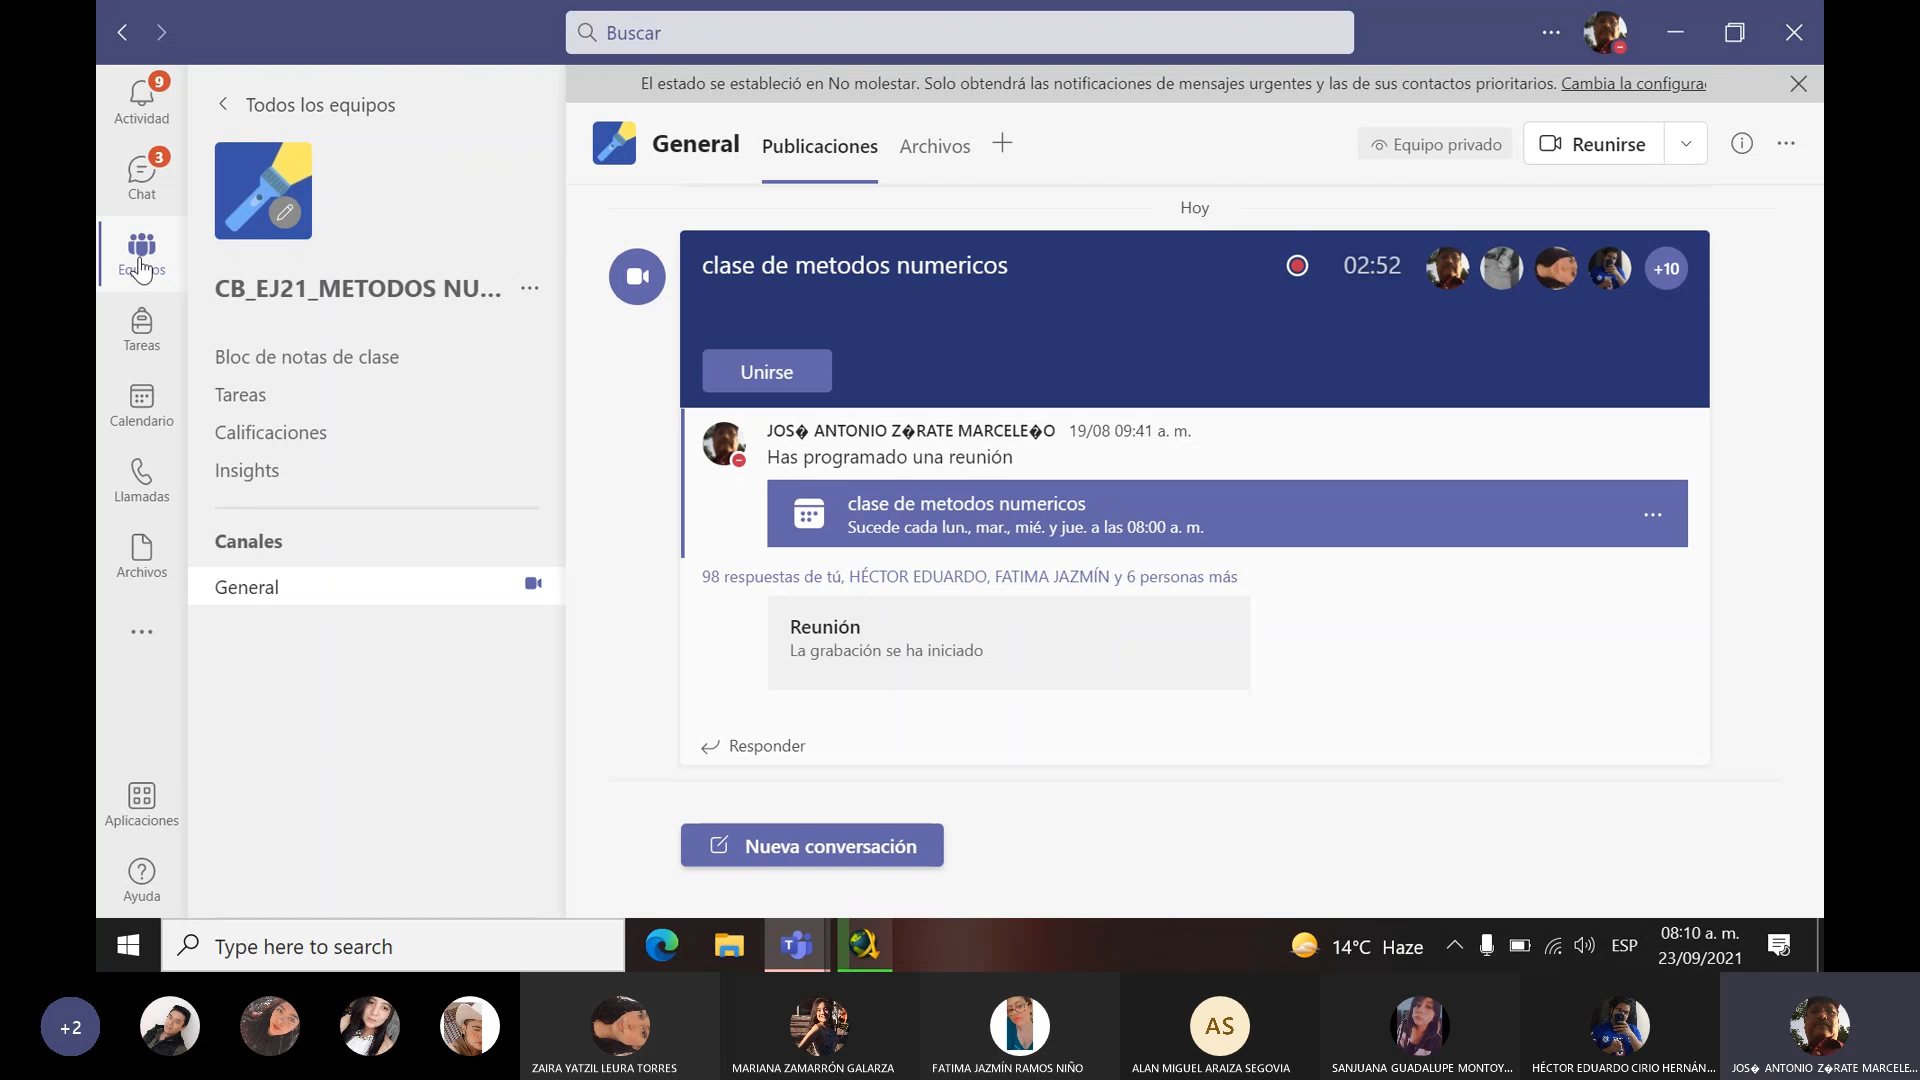 Buscar
El estado se estableció en No molestar. Solo obtendrá las notificaciones de mensajes urgentes y las de sus contactos prioritarios. Cambia la configura
9
Actividad
3
Chat
Equipos
Tareas
Calendario
Llamadas
Archivos
Aplicaciones
Ayuda
Todos los equipos
CB_EJ21_METODOS NU...
Bloc de notas de clase
Tareas
Calificaciones
Insights
Canales
General
General Publicaciones Archivos
Equipo privado
Reunirse
Hoy
clase de metodos numericos 02:52 +10
Unirse
JOS� ANTONIO Z�RATE MARCELE�O 19/08 09:41 a. m.
Has programado una reunión
clase de metodos numericos
Sucede cada lun., mar., mié. y jue. a las 08:00 a. m.
98 respuestas de tú, HÉCTOR EDUARDO, FATIMA JAZMÍN y 6 personas más
Reunión
La grabación se ha iniciado
Responder
Nueva conversación
Type here to search
14°C Haze
ESP
08:10 a. m.
23/09/2021
+2
ZAIRA YATZIL LEURA TORRES
MARIANA ZAMARRÓN GALARZA
FATIMA JAZMÍN RAMOS NIÑO
AS
ALAN MIGUEL ARAIZA SEGOVIA
SANJUANA GUADALUPE MONTOY...
HÉCTOR EDUARDO CIRIO HERNÁN...
JOS� ANTONIO Z�RATE MARCELE...